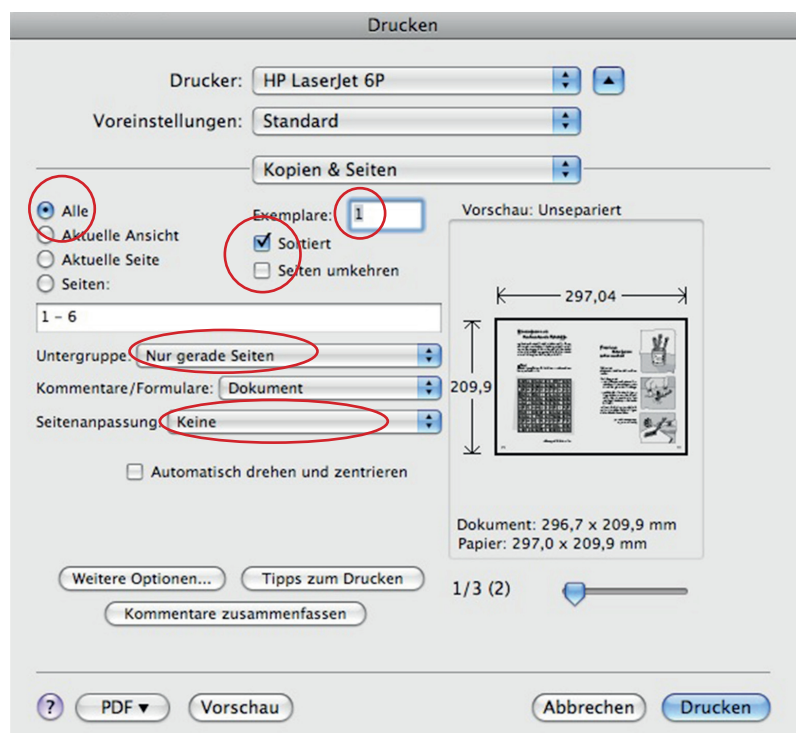 Drucken
Drucker: HP LaserJet 6P
Voreinstellungen: Standard
Kopien & Seiten
Alle
Exemplare: 1
Aktuelle Ansicht
Sortiert
Aktuelle Seite
Seiten umkehren
Seiten:
1 – 6
Untergruppe: Nur gerade Seiten
Kommentare/Formulare: Dokument
Seitenanpassung: Keine
Automatisch drehen und zentrieren
Vorschau: Unsepariert
297,04
209,9
Dokument: 296,7 x 209,9 mm
Papier: 297,0 x 209,9 mm
Weitere Optionen...
Tipps zum Drucken
Kommentare zusammenfassen
1/3 (2)
?
PDF ▼
Vorschau
Abbrechen
Drucken